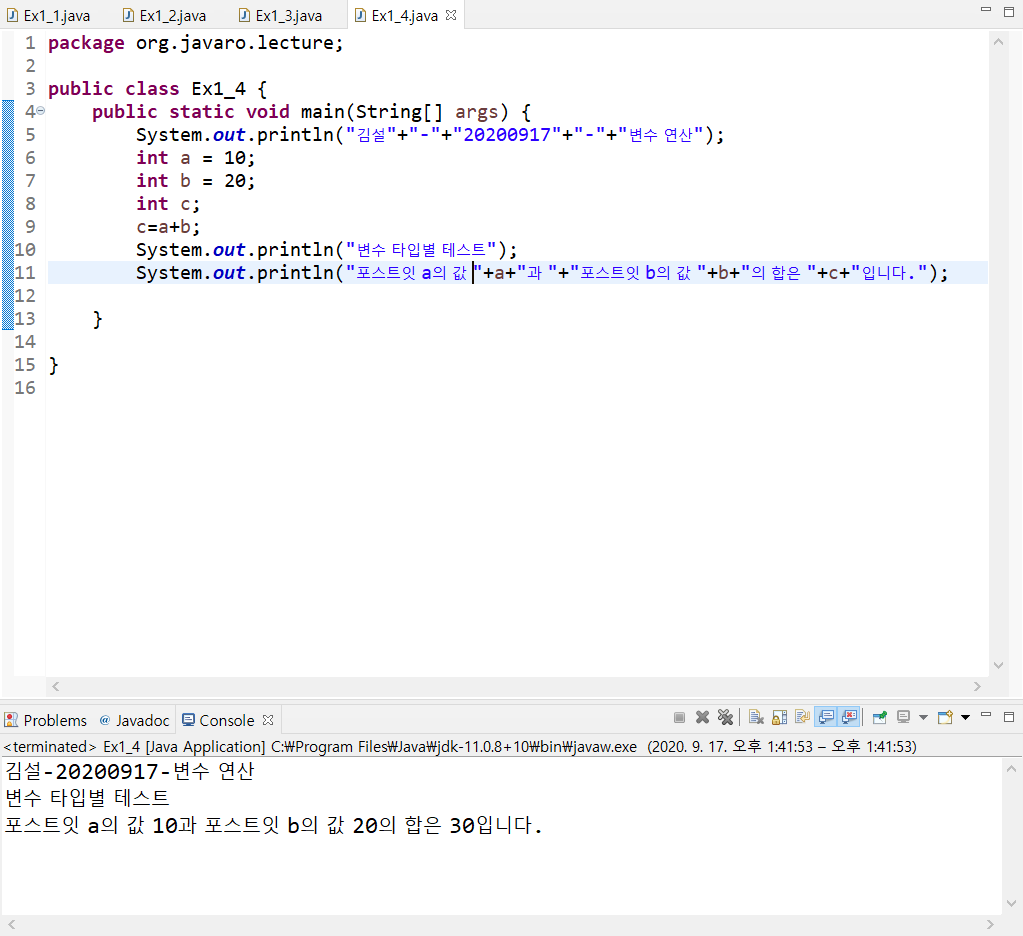 Ex1_1.java Ex1_2.java Ex1_3.java Ex1_4.java
1 package org.javaro.lecture;
2
3 public class Ex1_4 {
4 public static void main(String[] args) {
5 System.out.println("김설"+"-"+"20200917"+"-"+"변수 연산");
6 int a = 10;
7 int b = 20;
8 int c;
9 c=a+b;
10 System.out.println("변수 타입별 테스트");
11 System.out.println("포스트잇 a의 값 "+a+"과 "+"포스트잇 b의 값 "+b+"의 합은 "+c+"입니다.");
12
13 }
14
15 }
16
Problems @ Javadoc Console
<terminated> Ex1_4 [Java Application] C:₩Program Files₩Java₩jdk-11.0.8+10₩bin₩javaw.exe (2020. 9. 17. 오후 1:41:53 – 오후 1:41:53)
김설-20200917-변수 연산
변수 타입별 테스트
포스트잇 a의 값 10과 포스트잇 b의 값 20의 합은 30입니다.